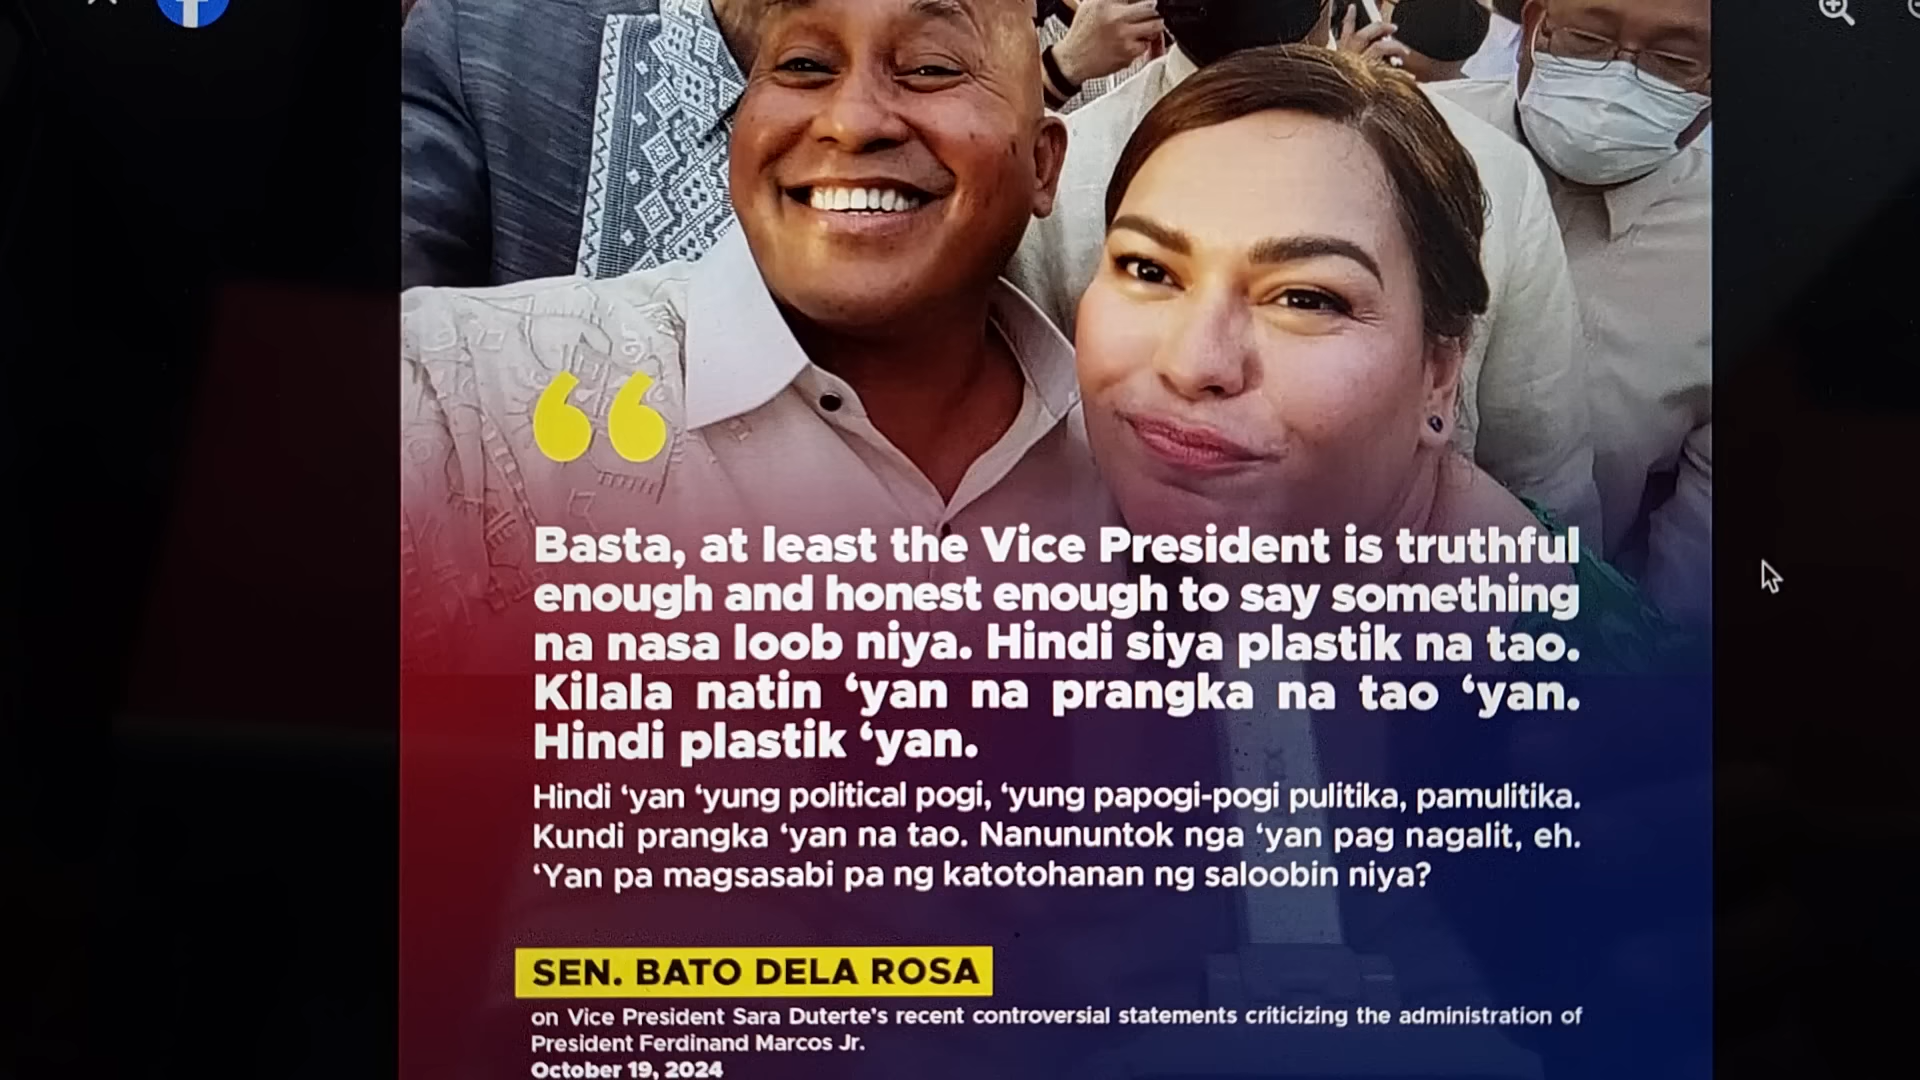 Basta, at least the Vice President is truthful
enough and honest enough to say something
na nasa loob niya. Hindi siya plastik na tao.
Kilala natin ‘yan na prangka na tao ‘yan.
Hindi plastik ‘yan.
Hindi ‘yan ‘yung political pogi, ‘yung papogi-pogi pulitika, pamulitika.
Kundi prangka ‘yan na tao. Nanununtok nga ‘yan pag nagalit, eh.
‘Yan pa magsasabi pa ng katotohanan ng saloobin niya?
SEN. BATO DELA ROSA
on Vice President Sara Duterte’s recent controversial statements criticizing the administration of
President Ferdinand Marcos Jr.
October 19, 2024